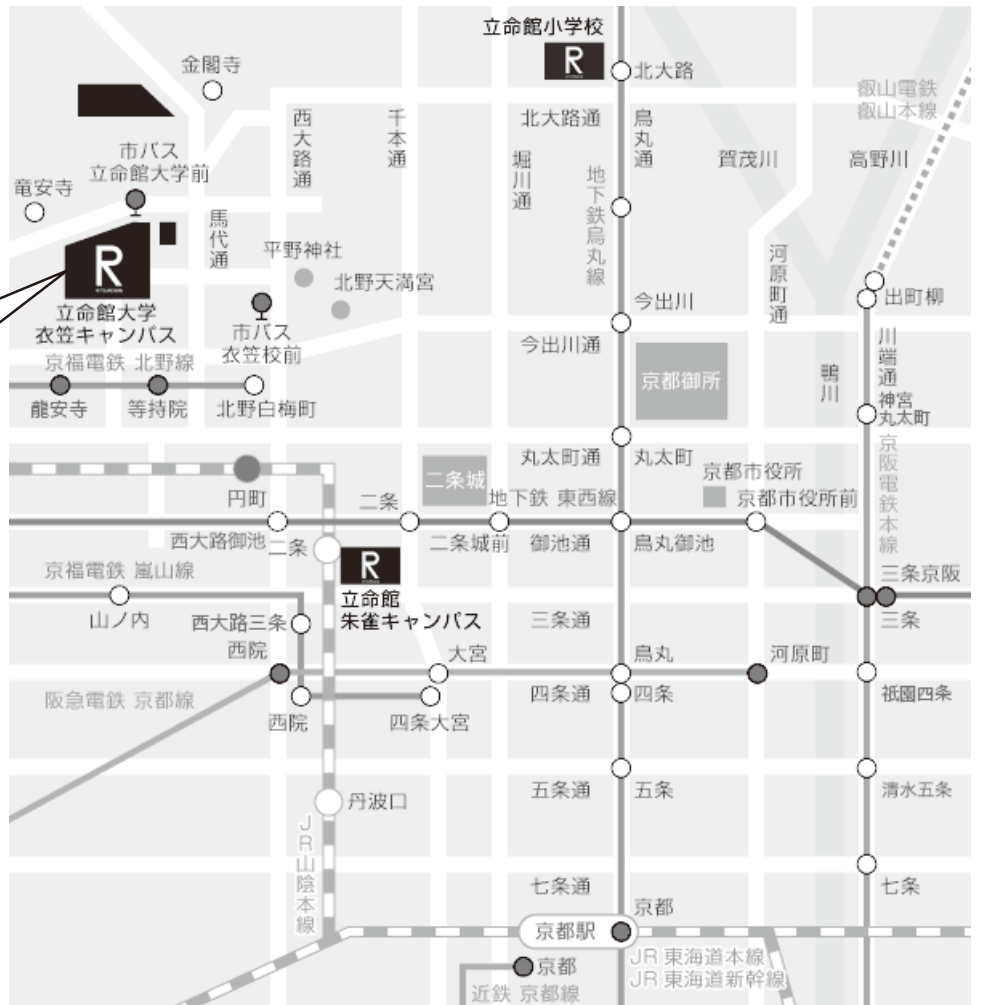 立命館小学校
R
北大路
金閣寺
叡山電鉄
叡山本線
西大路通
千本通
北大路通
烏丸通
堀川通
地下鉄烏丸線
賀茂川
高野川
市バス
立命館大学前
竜安寺
馬代通
R
平野神社
北野天満宮
河原町通
立命館大学
衣笠キャンパス
市バス
衣笠校前
今出川
今出川通
出町柳
川端通
京福電鉄 北野線
龍安寺
等持院
北野白梅町
京都御所
鴨川
神宮
丸太町
京阪電鉄本線
丸太町通
丸太町
円町
二条城
京都市役所
京都市役所前
二条
地下鉄 東西線
西大路御池
二条
二条城前
御池通
烏丸御池
R
立命館
朱雀キャンパス
京福電鉄 嵐山線
山ノ内
西大路三条
三条通
三条京阪
三条
西院
大宮
烏丸
河原町
阪急電鉄 京都線
西院
四条大宮
四条通
四条
祇園四条
丹波口
五条通
五条
清水五条
JR山陰本線
七条通
七条
京都
京都駅
京都
JR 東海道本線
JR 東海道新幹線
近鉄 京都線